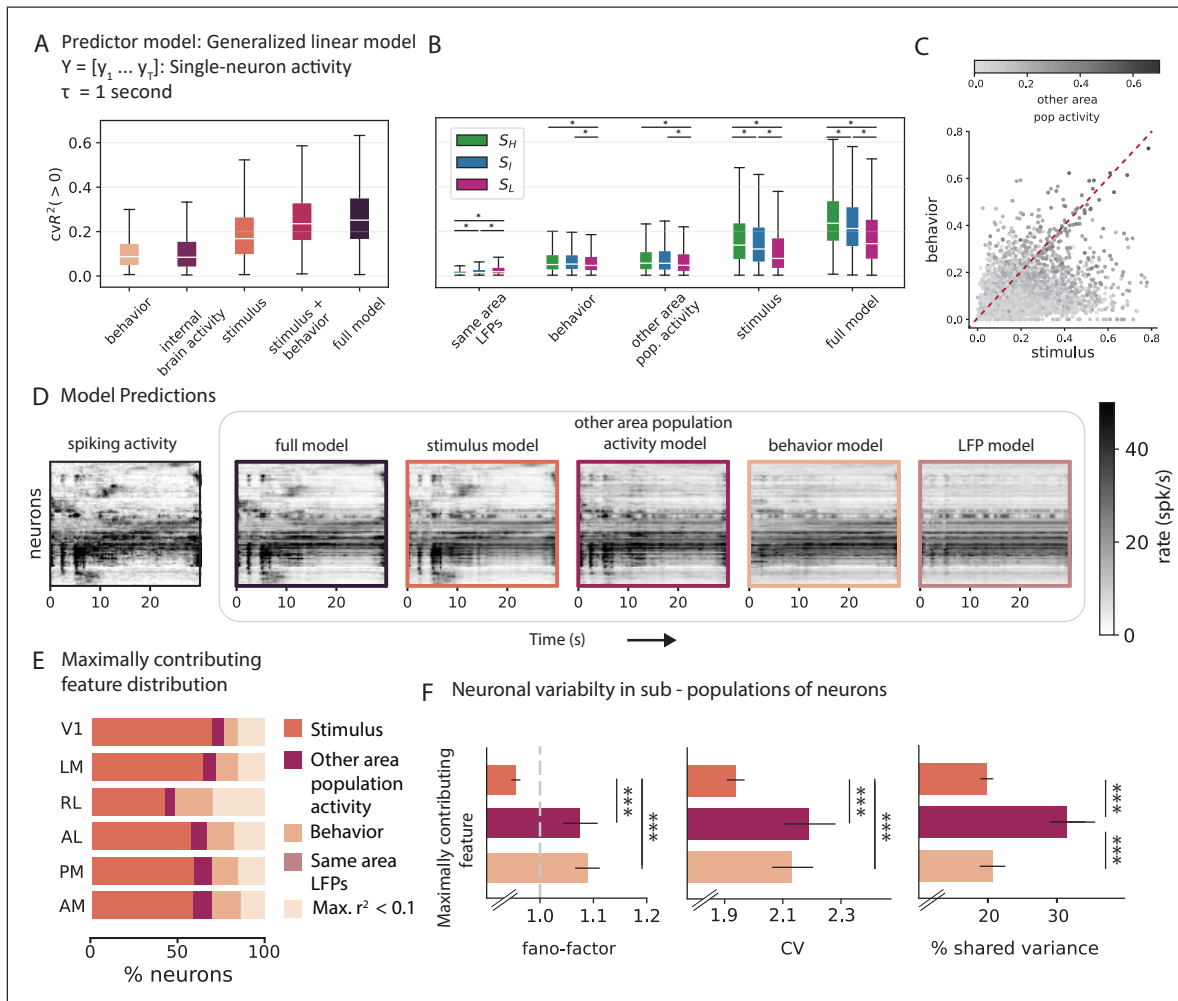 A Predictor model: Generalized linear model
Y = [y1 ... yT]: Single-neuron activity
τ = 1 second
cvR2( > 0)
0.6
0.4
0.2
0.0
behavior
internal
brain activity
stimulus
stimulus +
behavior
full model
B
SH
SI
SL
* * * * * * * * * * * * *
same area
LFPs
behavior
other area
pop. activity
stimulus
full model
C
0.0 0.2 0.4 0.6
other area
pop activity
behavior
0.8
0.6
0.4
0.2
0.0
0.0 0.2 0.4 0.6 0.8
stimulus
D Model Predictions
spiking activity
full model
stimulus model
other area population
activity model
behavior model
LFP model
neurons
0 10 20
0 10 20
0 10 20
0 10 20
0 10 20
0 10 20
Time (s)
40
20
0
rate (spk/s)
E Maximally contributing
feature distribution
V1
LM
RL
AL
PM
AM
0 50 100
% neurons
Stimulus
Other area
population
activity
Behavior
Same area
LFPs
Max. r2 < 0.1
F Neuronal variabilty in sub - populations of neurons
Maximally contributing
feature
***
***
1.0 1.1 1.2
fano-factor
***
***
1.9 2.1 2.3
CV
***
***
20 30
% shared variance